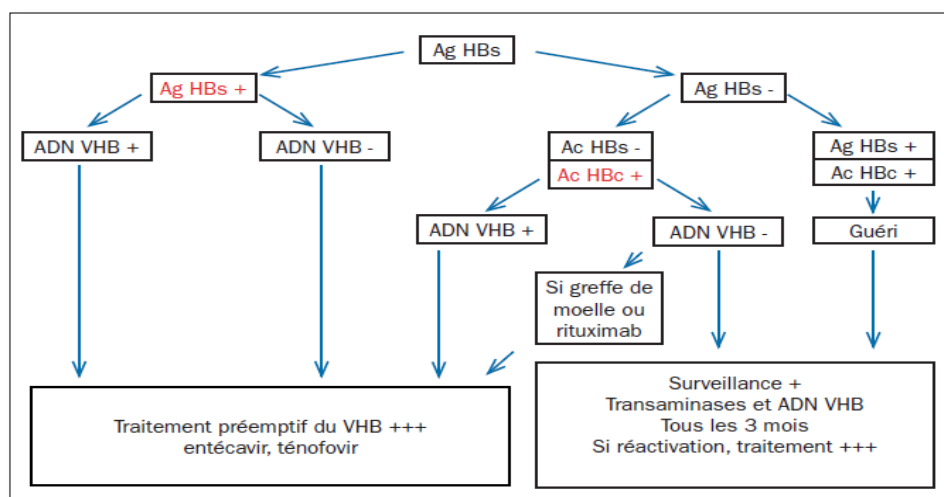 Ag HBs
Ag HBs +
Ag HBs -
ADN VHB +
ADN VHB -
Ac HBs -
Ac HBc +
Ag HBs +
Ac HBc +
ADN VHB +
ADN VHB -
Guéri
Si greffe de
moelle ou
rituximab
Traitement préemptif du VHB +++
entécavir, ténofovir
Surveillance +
Transaminases et ADN VHB
Tous les 3 mois
Si réactivation, traitement +++